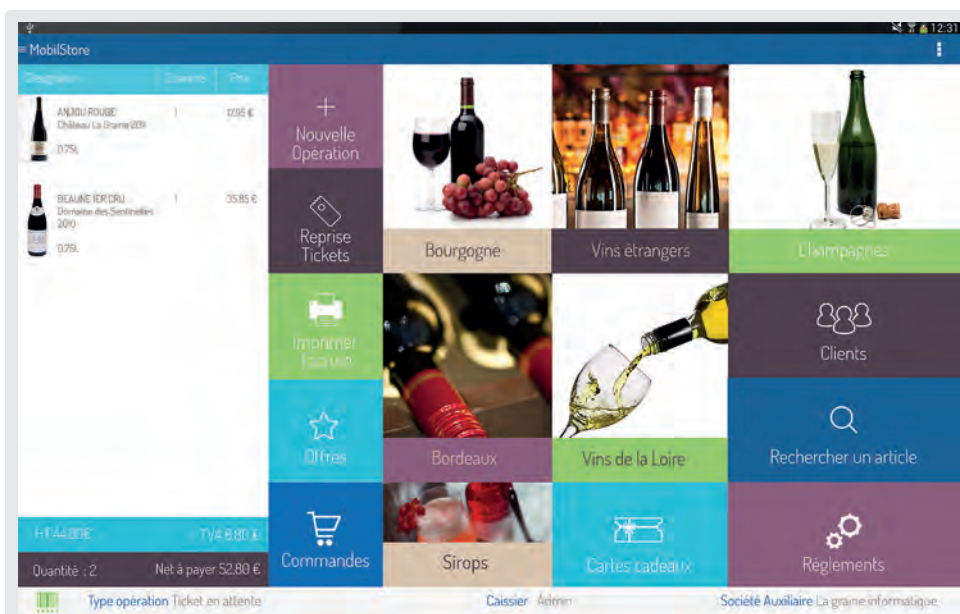 12:31
MobilStore
Désignation Quantité Prix
ANJOU ROUGE 1 17,95 €
Château La Graine 2011
0.75L
BEAUNE 1ER CRU 1 35.85 €
Domaine des Sentinelles
2010
0.75L
HT 44.00€ TVA 8.80 €
Quantité : 2 Net à payer 52.80 €
Nouvelle
Opération
Reprise
Tickets
Imprimer
Offres
Commandes
Bourgogne
Vins étrangers
Champagnes
Bordeaux
Vins de la Loire
Clients
Rechercher un article
Sirops
Cartes cadeaux
Règlements
Type opération Ticket en attente
Caissier Admin
Société Auxiliaire La graine informatique